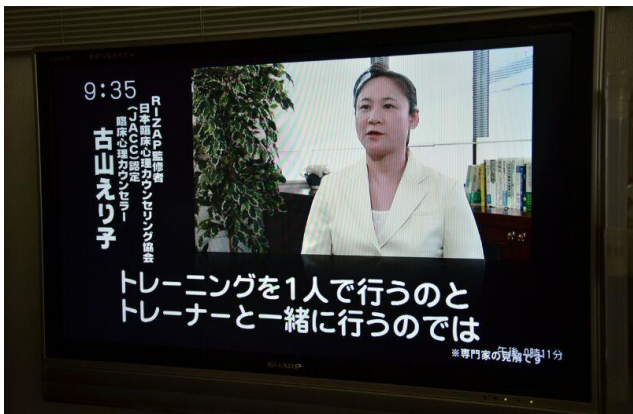 9:35
RIZAP監修者
日本臨床心理カウンセリング協会
(JACC)認定
臨床心理カウンセラー
古山えり子
トレーニングを1人で行うのと
トレーナーと一緒に行うのでは
※専門家の見解です
午後 0時11分
SHARP